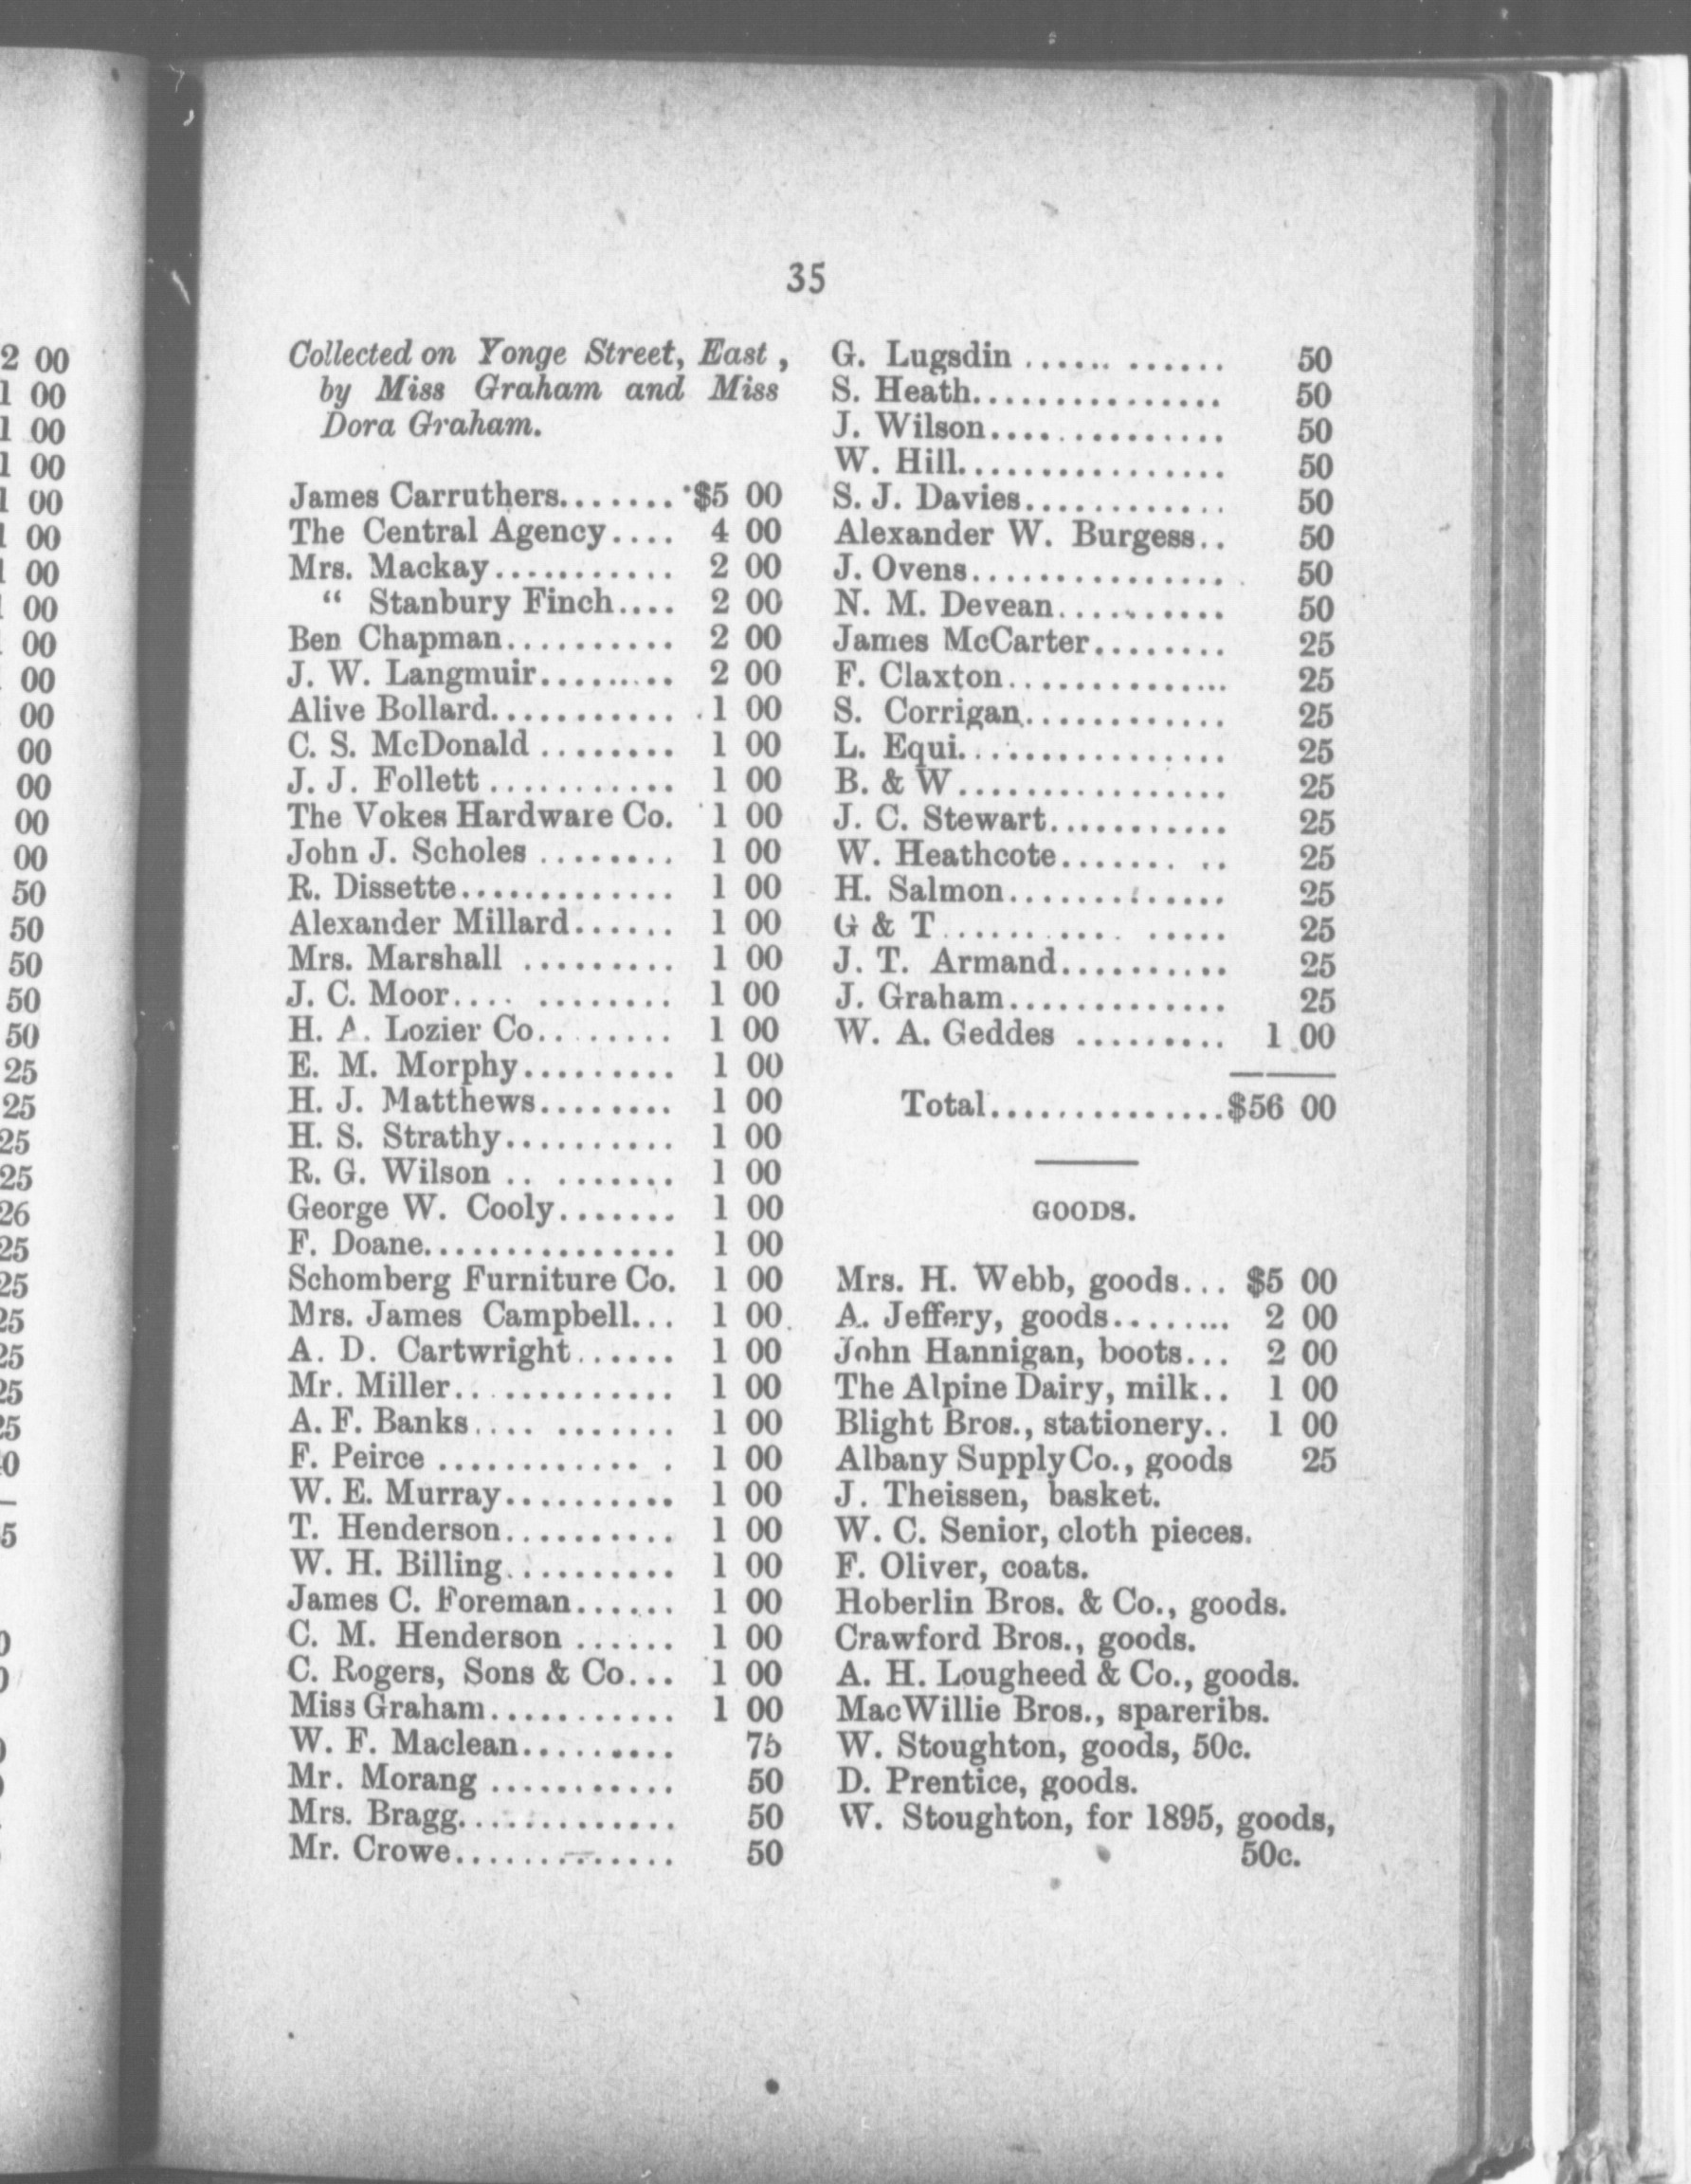 35
Collected on Yonge Street, East,
by Miss Graham and Miss
Dora Graham.
James Carruthers....... $5 00
The Central Agency.... 4 00
Mrs. Mackay........... 2 00
“ Stanbury Finch.... 2 00
Ben Chapman.......... 2 00
J. W. Langmuir......... 2 00
Alive Bollard........... 1 00
C. S. McDonald ........ 1 00
J. J. Follett ........... 1 00
The Vokes Hardware Co. 1 00
John J. Scholes ........ 1 00
R. Dissette............. 1 00
Alexander Millard...... 1 00
Mrs. Marshall ......... 1 00
J. C. Moor.... ........ 1 00
H. A. Lozier Co........ 1 00
E. M. Morphy......... 1 00
H. J. Matthews........ 1 00
H. S. Strathy.......... 1 00
R. G. Wilson .. ....... 1 00
George W. Cooly....... 1 00
F. Doane............... 1 00
Schomberg Furniture Co. 1 00
Mrs. James Campbell... 1 00
A. D. Cartwright...... 1 00
Mr. Miller............. 1 00
A. F. Banks.... ....... 1 00
F. Peirce ............ . 1 00
W. E. Murray.......... 1 00
T. Henderson.......... 1 00
W. H. Billing.......... 1 00
James C. Foreman...... 1 00
C. M. Henderson ...... 1 00
C. Rogers, Sons & Co... 1 00
Miss Graham........... 1 00
W. F. Maclean......... 75
Mr. Morang ........... 50
Mrs. Bragg............. 50
Mr. Crowe............. 50
G. Lugsdin ...... ...... 50
S. Heath............... 50
J. Wilson.............. 50
W. Hill................ 50
S. J. Davies............ 50
Alexander W. Burgess.. 50
J. Ovens............... 50
N. M. Devean.......... 50
James McCarter........ 25
F. Claxton............. 25
S. Corrigan............ 25
L. Equi................ 25
B. & W................ 25
J. C. Stewart........... 25
W. Heathcote....... .. 25
H. Salmon............. 25
G & T........... ..... 25
J. T. Armand.......... 25
J. Graham............. 25
W. A. Geddes ......... 1 00
Total...............$56 00
GOODS.
Mrs. H. Webb, goods... $5 00
A. Jeffery, goods........ 2 00
John Hannigan, boots... 2 00
The Alpine Dairy, milk.. 1 00
Blight Bros., stationery.. 1 00
Albany Supply Co., goods 25
J. Theissen, basket.
W. C. Senior, cloth pieces.
F. Oliver, coats.
Hoberlin Bros. & Co., goods.
Crawford Bros., goods.
A. H. Lougheed & Co., goods.
MacWillie Bros., spareribs.
W. Stoughton, goods, 50c.
D. Prentice, goods.
W. Stoughton, for 1895, goods,
50c.